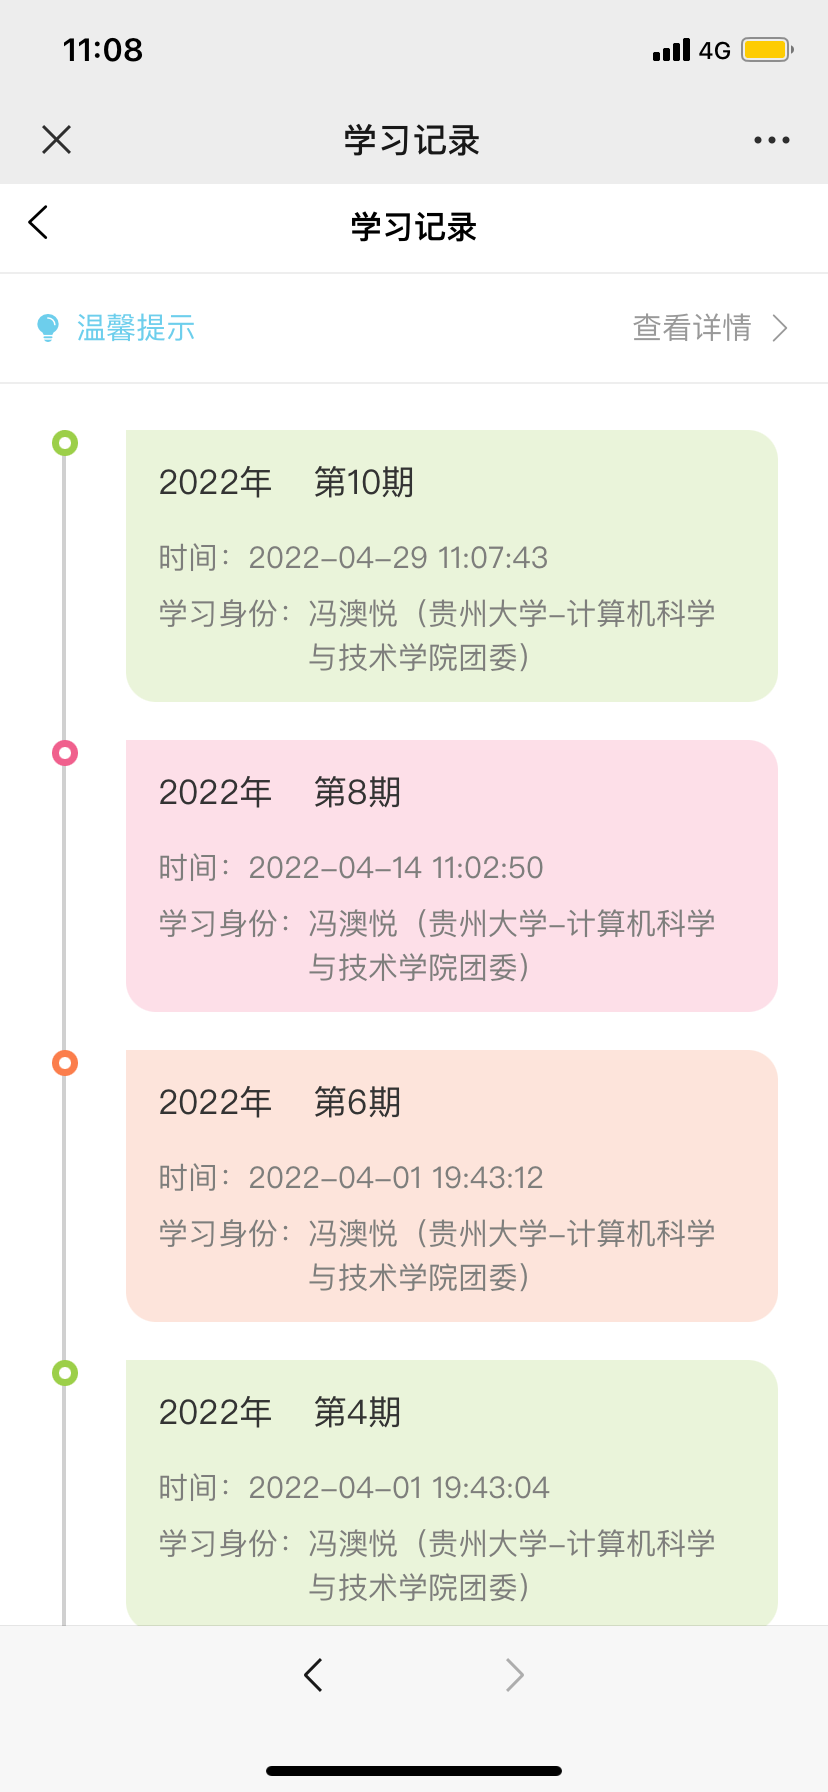 11:08
4G
学习记录
学习记录
温馨提示 查看详情
2022年 第10期
时间：2022-04-29 11:07:43
学习身份：冯澳悦（贵州大学-计算机科学
与技术学院团委）
2022年 第8期
时间：2022-04-14 11:02:50
学习身份：冯澳悦（贵州大学-计算机科学
与技术学院团委）
2022年 第6期
时间：2022-04-01 19:43:12
学习身份：冯澳悦（贵州大学-计算机科学
与技术学院团委）
2022年 第4期
时间：2022-04-01 19:43:04
学习身份：冯澳悦（贵州大学-计算机科学
与技术学院团委）